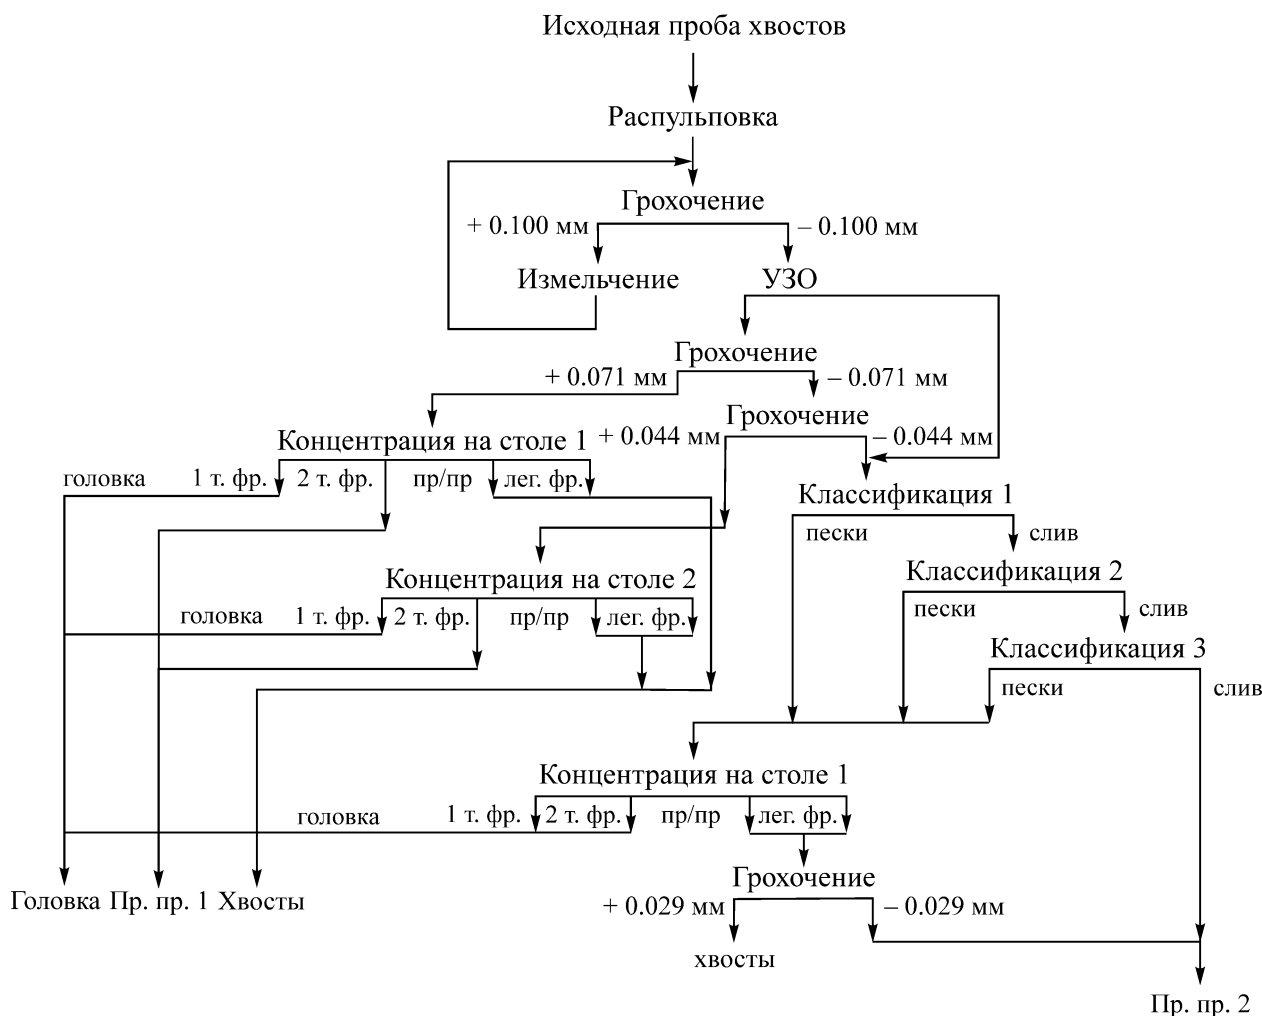 Исходная проба хвостов
Распульповка
Грохочение
+ 0.100 мм
– 0.100 мм
Измельчение
УЗО
Грохочение
+ 0.071 мм
– 0.071 мм
Грохочение
+ 0.044 мм
– 0.044 мм
Концентрация на столе 1
головка
1 т. фр.
2 т. фр.
пр/пр
лег. фр.
Классификация 1
пески
слив
Концентрация на столе 2
головка
1 т. фр.
2 т. фр.
пр/пр
лег. фр.
Классификация 2
пески
слив
Классификация 3
пески
слив
Концентрация на столе 1
головка
1 т. фр.
2 т. фр.
пр/пр
лег. фр.
Грохочение
+ 0.029 мм
– 0.029 мм
Головка
Пр. пр. 1
Хвосты
хвосты
Пр. пр. 2